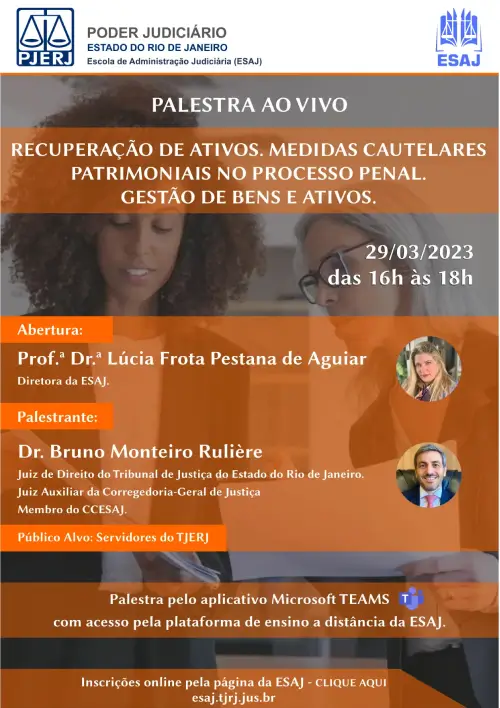 PJERJ
PODER JUDICIÁRIO
ESTADO DO RIO DE JANEIRO
Escola de Administração Judiciária (ESAJ)
ESAJ
PALESTRA AO VIVO
RECUPERAÇÃO DE ATIVOS. MEDIDAS CAUTELARES
PATRIMONIAIS NO PROCESSO PENAL.
GESTÃO DE BENS E ATIVOS.
29/03/2023
das 16h às 18h
Abertura:
Prof.ª Dr.ª Lúcia Frota Pestana de Aguiar
Diretora da ESAJ.
Palestrante:
Dr. Bruno Monteiro Rulière
Juiz de Direito do Tribunal de Justiça do Estado do Rio de Janeiro.
Juiz Auxiliar da Corregedoria-Geral de Justiça
Membro do CCESAJ.
Público Alvo: Servidores do TJERJ
Palestra pelo aplicativo Microsoft TEAMS
com acesso pela plataforma de ensino a distância da ESAJ.
Inscrições online pela página da ESAJ - CLIQUE AQUI
esaj.tjrj.jus.br